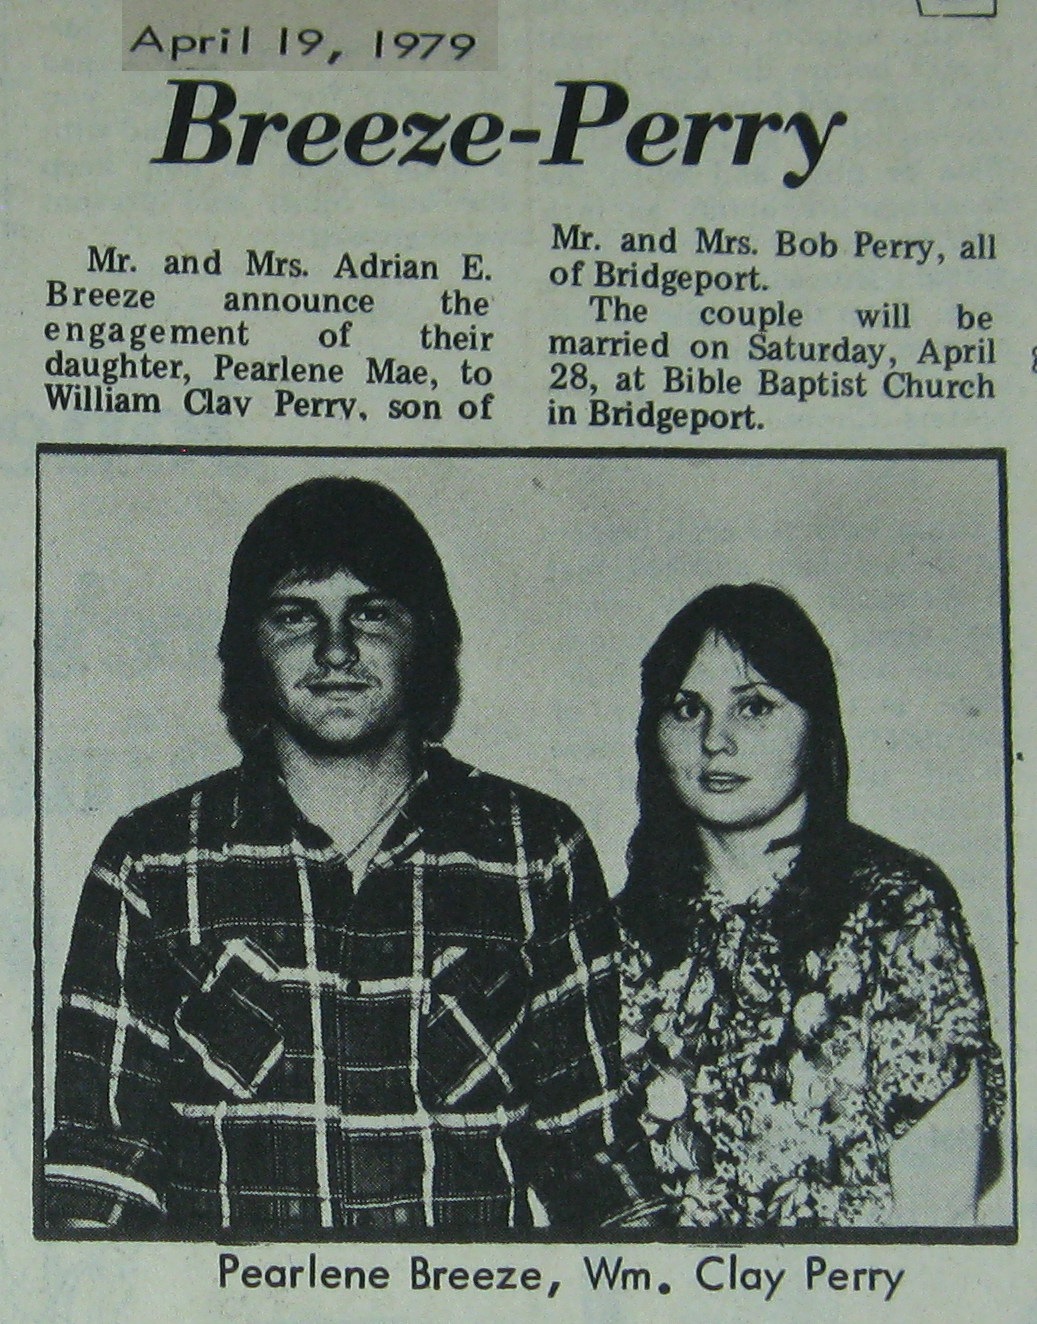 April 19, 1979
Breeze-Perry
Mr. and Mrs. Adrian E.
Breeze announce the
engagement of their
daughter, Pearlene Mae, to
William Clay Perry, son of
Mr. and Mrs. Bob Perry, all
of Bridgeport.
The couple will be
married on Saturday, April
28, at Bible Baptist Church
in Bridgeport.
Pearlene Breeze, Wm. Clay Perry